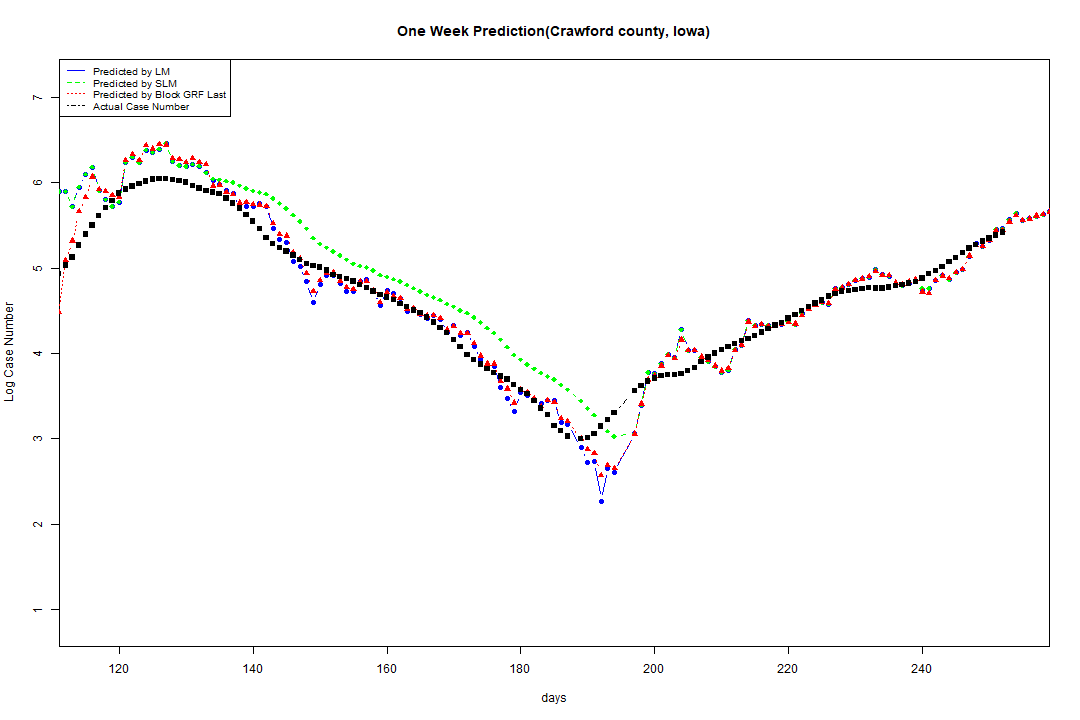 One Week Prediction(Crawford county, Iowa)
Predicted by LM
Predicted by SLM
Predicted by Block GRF Last
Actual Case Number
7
6
5
4
3
2
1
Log Case Number
120 140 160 180 200 220 240
days